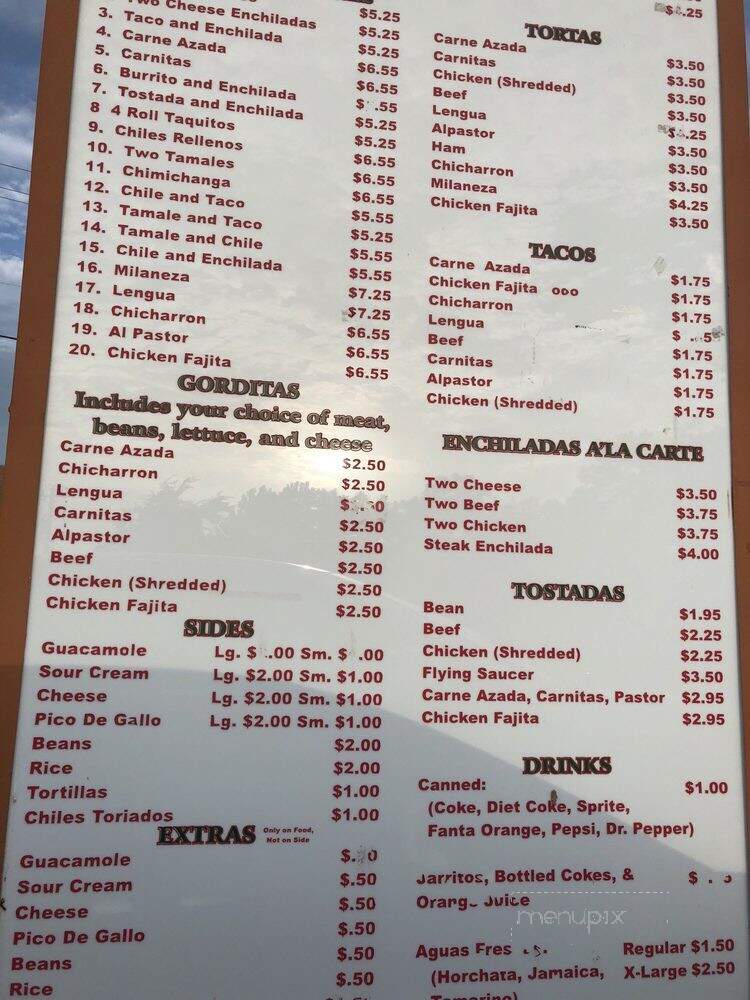 Two Cheese Enchiladas $5.25
3. Taco and Enchilada $5.25
4. Carne Azada $5.25
5. Carnitas $6.55
6. Burrito and Enchilada $6.55
7. Tostada and Enchilada .55
8 4 Roll Taquitos $5.25
9. Chiles Rellenos $5.25
10. Two Tamales $6.55
11. Chimichanga $6.55
12. Chile and Taco $6.55
13. Tamale and Taco $5.55
14. Tamale and Chile $5.25
15. Chile and Enchilada $5.55
16. Milaneza $5.55
17. Lengua $7.25
18. Chicharron $7.25
19. Al Pastor $6.55
20. Chicken Fajita $6.55
$6.55
GORDITAS
Includes your choice of meat,
beans, lettuce, and cheese
Carne Azada $2.50
Chicharron $2.50
Lengua
Carnitas $2.50
Alpastor $2.50
Beef $2.50
Chicken (Shredded) $2.50
Chicken Fajita $2.50
SIDES
Guacamole Lg. $ .00 Sm. $ .00
Sour Cream Lg. $2.00 Sm. $1.00
Cheese Lg. $2.00 Sm. $1.00
Pico De Gallo Lg. $2.00 Sm. $1.00
Beans $2.00
Rice $2.00
Tortillas $1.00
Chiles Toriados $1.00
EXTRAS Only on Food,
Not on Side
Guacamole
Sour Cream $.50
Cheese $.50
Pico De Gallo $.50
Beans $.50
Rice $.50
.25
TORTAS
Carne Azada $3.50
Carnitas $3.50
Chicken (Shredded) $3.50
Beef $3.50
Lengua .25
Alpastor $3.50
Ham $3.50
Chicharron $3.50
Milaneza $4.25
Chicken Fajita $3.50
TACOS
Carne Azada $1.75
Chicken Fajita $1.75
Chicharron $1.75
Lengua
Beef $1.75
Carnitas $1.75
Alpastor $1.75
Chicken (Shredded) $1.75
ENCHILADAS A'LA CARTE
Two Cheese $3.50
Two Beef $3.75
Two Chicken $3.75
Steak Enchilada $4.00
TOSTADAS
Bean $1.95
Beef $2.25
Chicken (Shredded) $2.25
Flying Saucer $3.50
Carne Azada, Carnitas, Pastor $2.95
Chicken Fajita $2.95
DRINKS
Canned: $1.00
(Coke, Diet Coke, Sprite,
Fanta Orange, Pepsi, Dr. Pepper)
Jarritos, Bottled Cokes, &
Orange Juice
menupix
Aguas Fres Regular $1.50
(Horchata, Jamaica, X-Large $2.50
Tamarino)